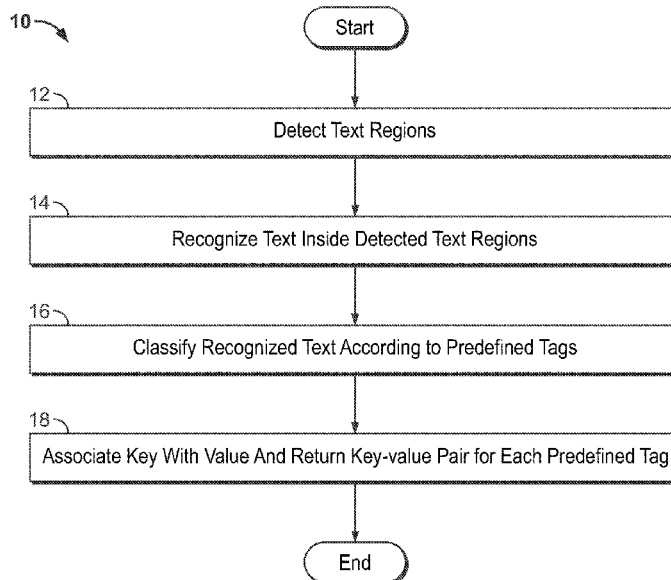 10
Start
12
Detect Text Regions
14
Recognize Text Inside Detected Text Regions
16
Classify Recognized Text According to Predefined Tags
18
Associate Key With Value And Return Key-value Pair for Each Predefined Tag
End